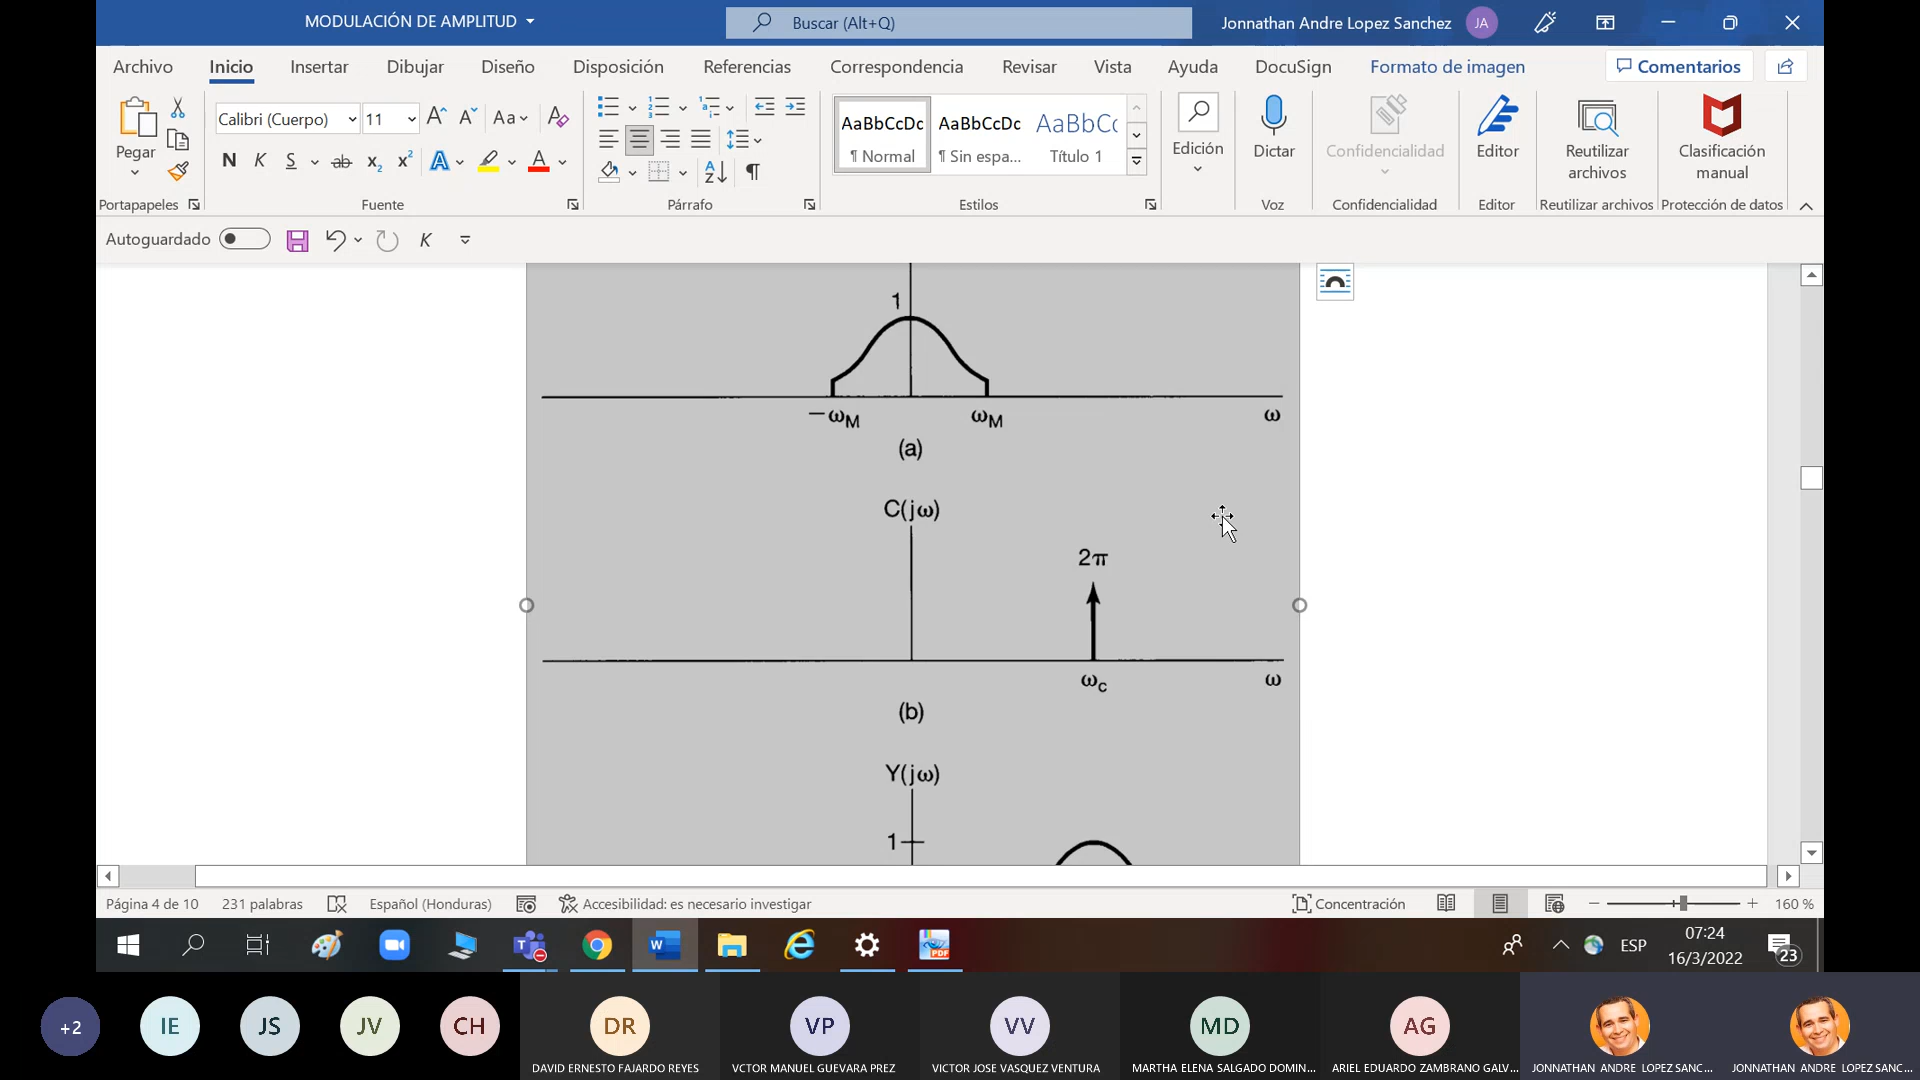 MODULACIÓN DE AMPLITUD
Buscar (Alt+Q)
Jonnathan Andre Lopez Sanchez
JA
Archivo Inicio Insertar Dibujar Diseño Disposición Referencias Correspondencia Revisar Vista Ayuda DocuSign Formato de imagen Comentarios
Calibri (Cuerpo) 11
Pegar
N K S ab x₂ x² A A
AaBbCcDc
¶ Normal
AaBbCcDc
¶ Sin espa...
AaBbCc
Título 1
Edición
Dictar
Confidencialidad
Editor
Reutilizar
archivos
Clasificación
manual
Portapapeles Fuente Párrafo Estilos Voz Confidencialidad Editor Reutilizar archivos Protección de datos
Autoguardado K
1
−ωM ωM ω
(a)
C(jω)
2π
ωc ω
(b)
Y(jω)
1
Página 4 de 10 231 palabras Español (Honduras) Accesibilidad: es necesario investigar Concentración 160 %
ESP
07:24
16/3/2022
23
+2 IE JS JV CH DR VP VV MD AG
DAVID ERNESTO FAJARDO REYES
VCTOR MANUEL GUEVARA PREZ
VICTOR JOSE VASQUEZ VENTURA
MARTHA ELENA SALGADO DOMIN...
ARIEL EDUARDO ZAMBRANO GALV...
JONNATHAN ANDRE LOPEZ SANC...
JONNATHAN ANDRE LOPEZ SANC...